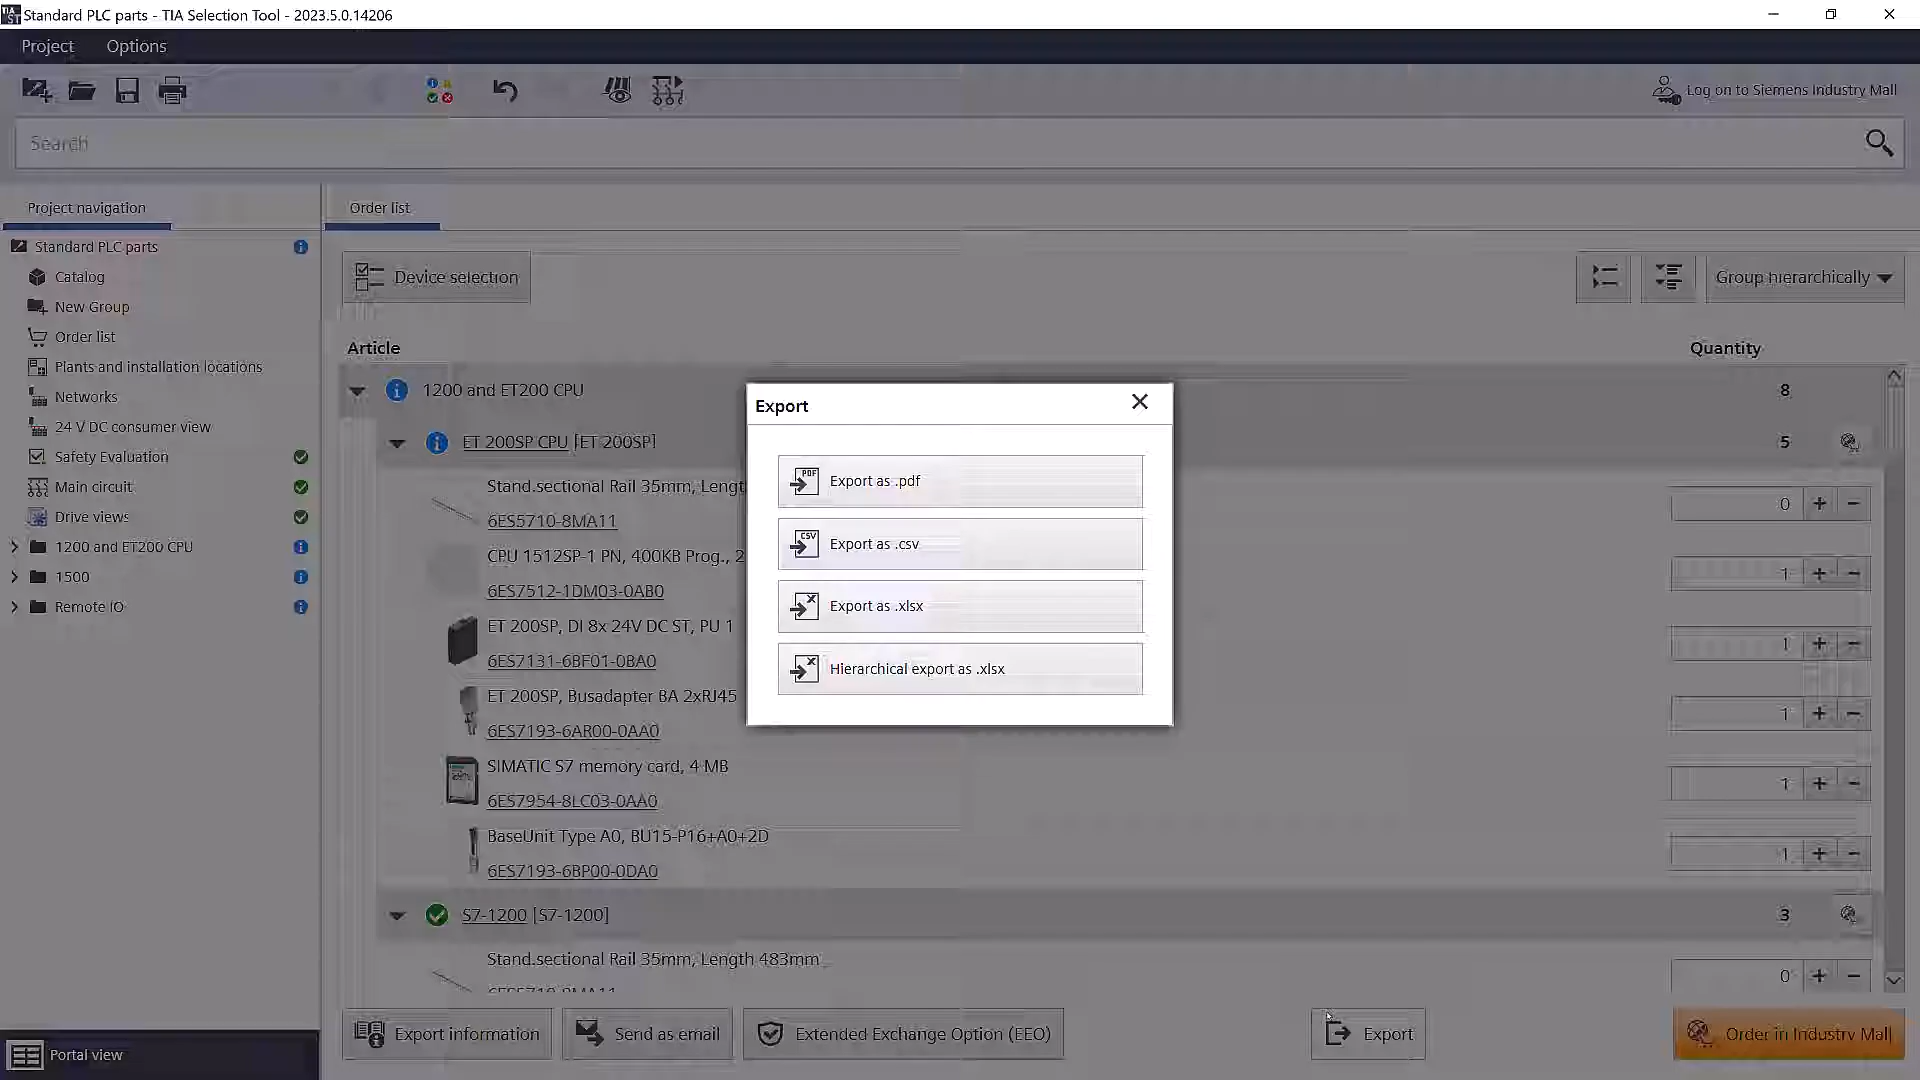 Standard PLC parts - TIA Selection Tool - 2023.5.0.14206
Project Options
Log on to Siemens Industry Mall
Search
Project navigation
Standard PLC parts
Catalog
New Group
Order list
Plants and installation locations
Networks
24 V DC consumer view
Safety Evaluation
Main circuit
Drive views
1200 and ET200 CPU
1500
Remote IO
Portal view
Order list
Device selection
Group hierarchically
Article Quantity
1200 and ET200 CPU 8
ET 200SP CPU [ET 200SP] 5
Stand.sectional Rail 35mm, Lengt
6ES5710-8MA11
0 + -
CPU 1512SP-1 PN, 400KB Prog., 2
6ES7512-1DM03-0AB0
1 + -
ET 200SP, DI 8x 24V DC ST, PU 1
6ES7131-6BF01-0BA0
1 + -
ET 200SP, Busadapter BA 2xRJ45
6ES7193-6AR00-0AA0
1 + -
SIMATIC S7 memory card, 4 MB
6ES7954-8LC03-0AA0
1 + -
BaseUnit Type A0, BU15-P16+A0+2D
6ES7193-6BP00-0DA0
1 + -
S7-1200 [S7-1200] 3
Stand.sectional Rail 35mm, Length 483mm
6ES5710-8MA11
0 + -
Export
PDF Export as .pdf
CSV Export as .csv
Export as .xlsx
Hierarchical export as .xlsx
Export information
Send as email
Extended Exchange Option (EEO)
Export
Order in Industry Mall